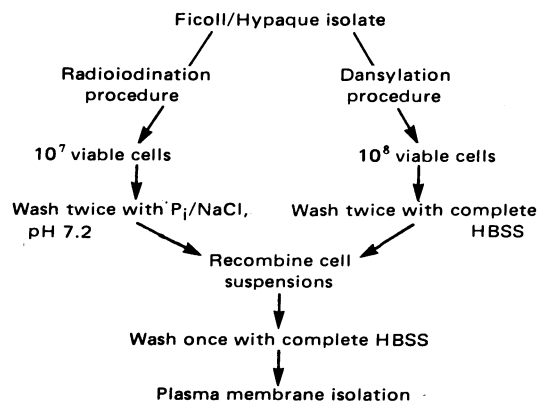 Ficoll/Hypaque isolate
Radioiodination
procedure
Dansylation
procedure
10⁷ viable cells
10⁸ viable cells
Wash twice with Pᵢ/NaCl,
pH 7.2
Wash twice with complete
HBSS
Recombine cell
suspensions
Wash once with complete HBSS
Plasma membrane isolation